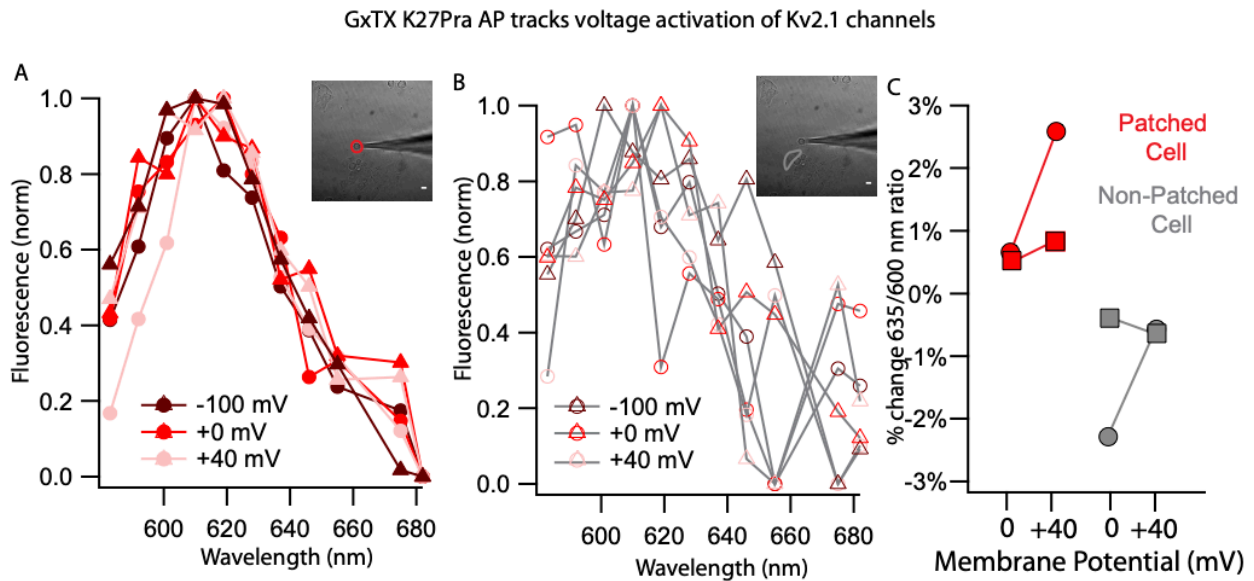 GxTX K27Pra AP tracks voltage activation of Kv2.1 channels
A
Fluorescence (norm)
1.0
0.8
0.6
0.4
0.2
0.0
-100 mV
+0 mV
+40 mV
600 620 640 660 680
Wavelength (nm)
B
Fluorescence (norm)
1.0
0.8
0.6
0.4
0.2
0.0
-100 mV
+0 mV
+40 mV
600 620 640 660 680
Wavelength (nm)
C
% change 635/600 nm ratio
3%
2%
1%
0%
-1%
-2%
-3%
Patched
Cell
Non-Patched
Cell
0 +40 0 +40
Membrane Potential (mV)